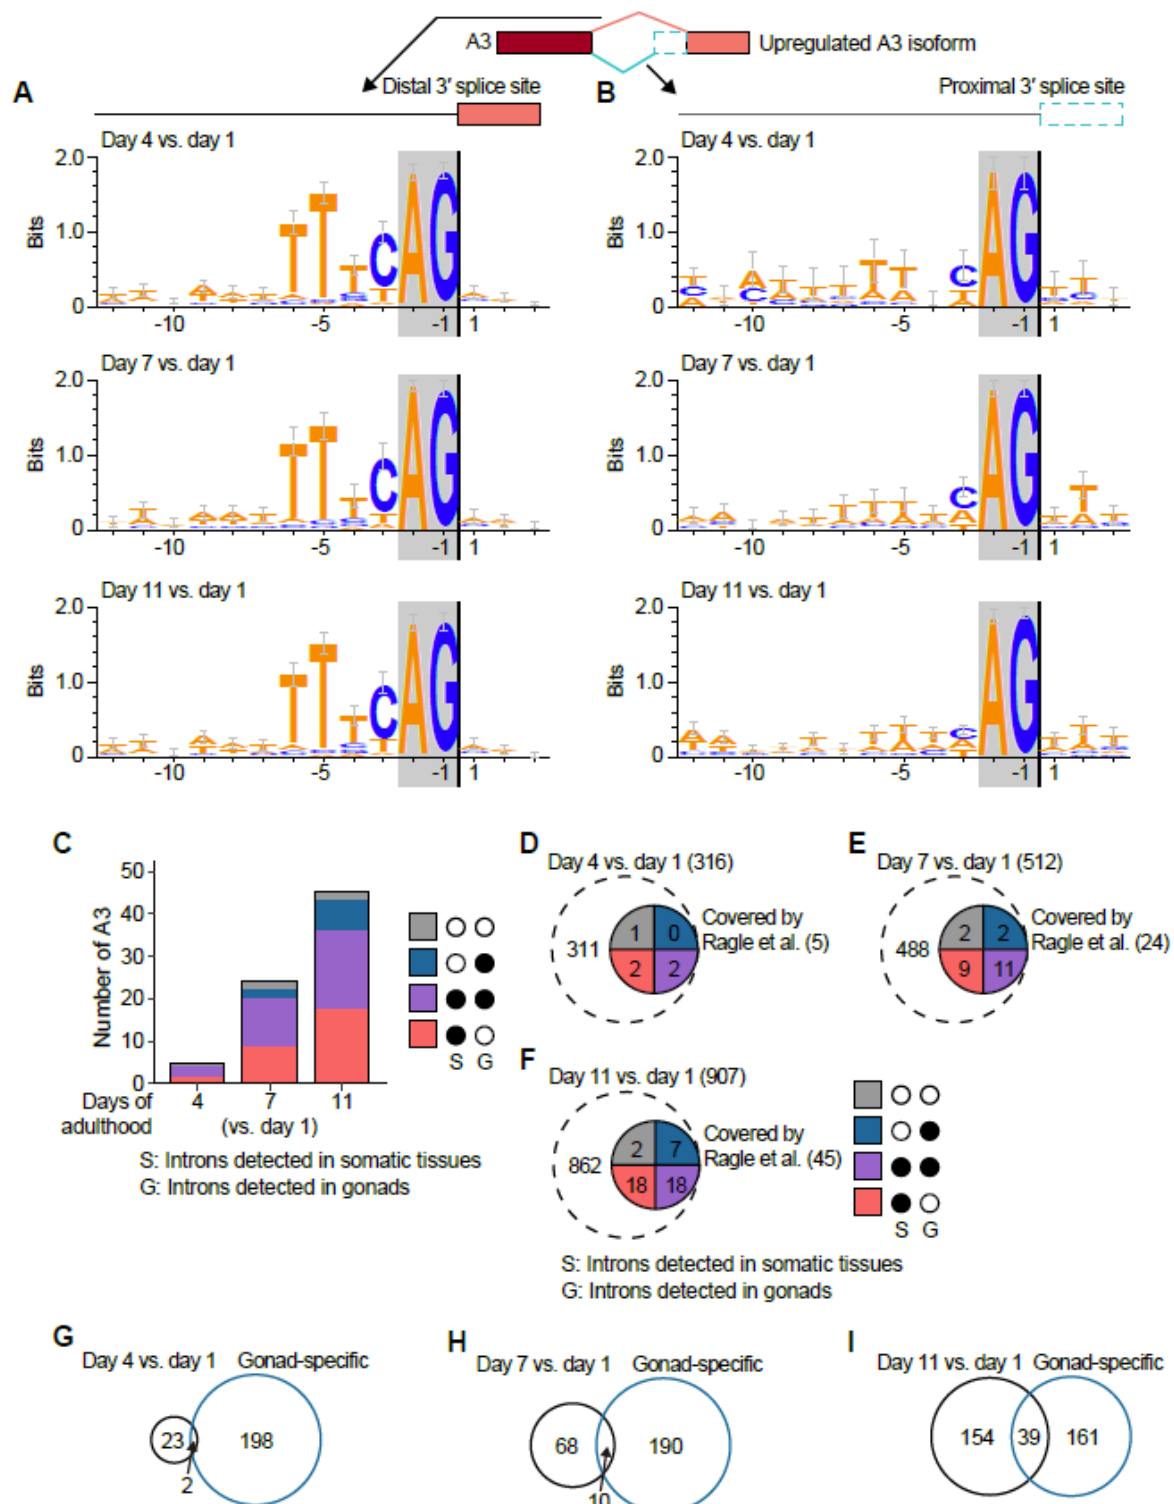 A3
Upregulated A3 isoform
A
Distal 3′ splice site
B
Proximal 3′ splice site
Day 4 vs. day 1
2.0
1.0
0
Bits
-10
-5
-1
1
Day 4 vs. day 1
2.0
1.0
0
Bits
-10
-5
-1
1
Day 7 vs. day 1
2.0
1.0
0
Bits
-10
-5
-1
1
Day 7 vs. day 1
2.0
1.0
0
Bits
-10
-5
-1
1
Day 11 vs. day 1
2.0
1.0
0
Bits
-10
-5
-1
1
Day 11 vs. day 1
2.0
1.0
0
Bits
-10
-5
-1
1
C
50
40
30
20
10
0
Number of A3
4
7
11
Days of
adulthood
(vs. day 1)
S G
S: Introns detected in somatic tissues
G: Introns detected in gonads
D
Day 4 vs. day 1 (316)
311
1
0
2
2
Covered by
Ragle et al. (5)
E
Day 7 vs. day 1 (512)
488
2
2
9
11
Covered by
Ragle et al. (24)
F
Day 11 vs. day 1 (907)
862
2
7
18
18
Covered by
Ragle et al. (45)
S G
S: Introns detected in somatic tissues
G: Introns detected in gonads
G
Day 4 vs. day 1
Gonad-specific
23
198
2
H
Day 7 vs. day 1
Gonad-specific
68
190
10
I
Day 11 vs. day 1
Gonad-specific
154
39
161